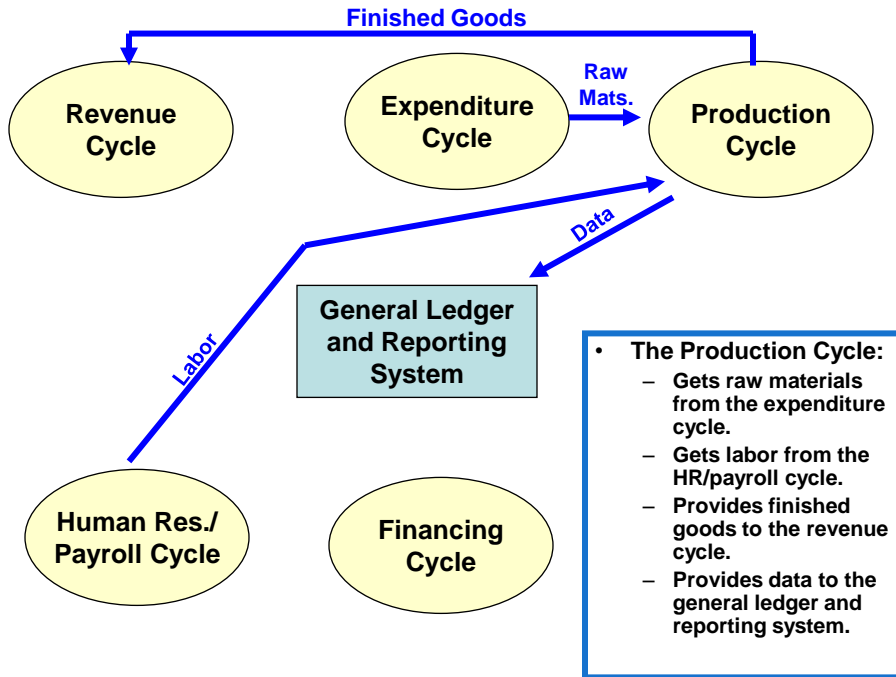 Finished Goods
Revenue
Cycle
Expenditure
Cycle
Raw
Mats.
Production
Cycle
Data
Labor
General Ledger
and Reporting
System
Human Res./
Payroll Cycle
Financing
Cycle
• The Production Cycle:
– Gets raw materials
from the expenditure
cycle.
– Gets labor from the
HR/payroll cycle.
– Provides finished
goods to the revenue
cycle.
– Provides data to the
general ledger and
reporting system.